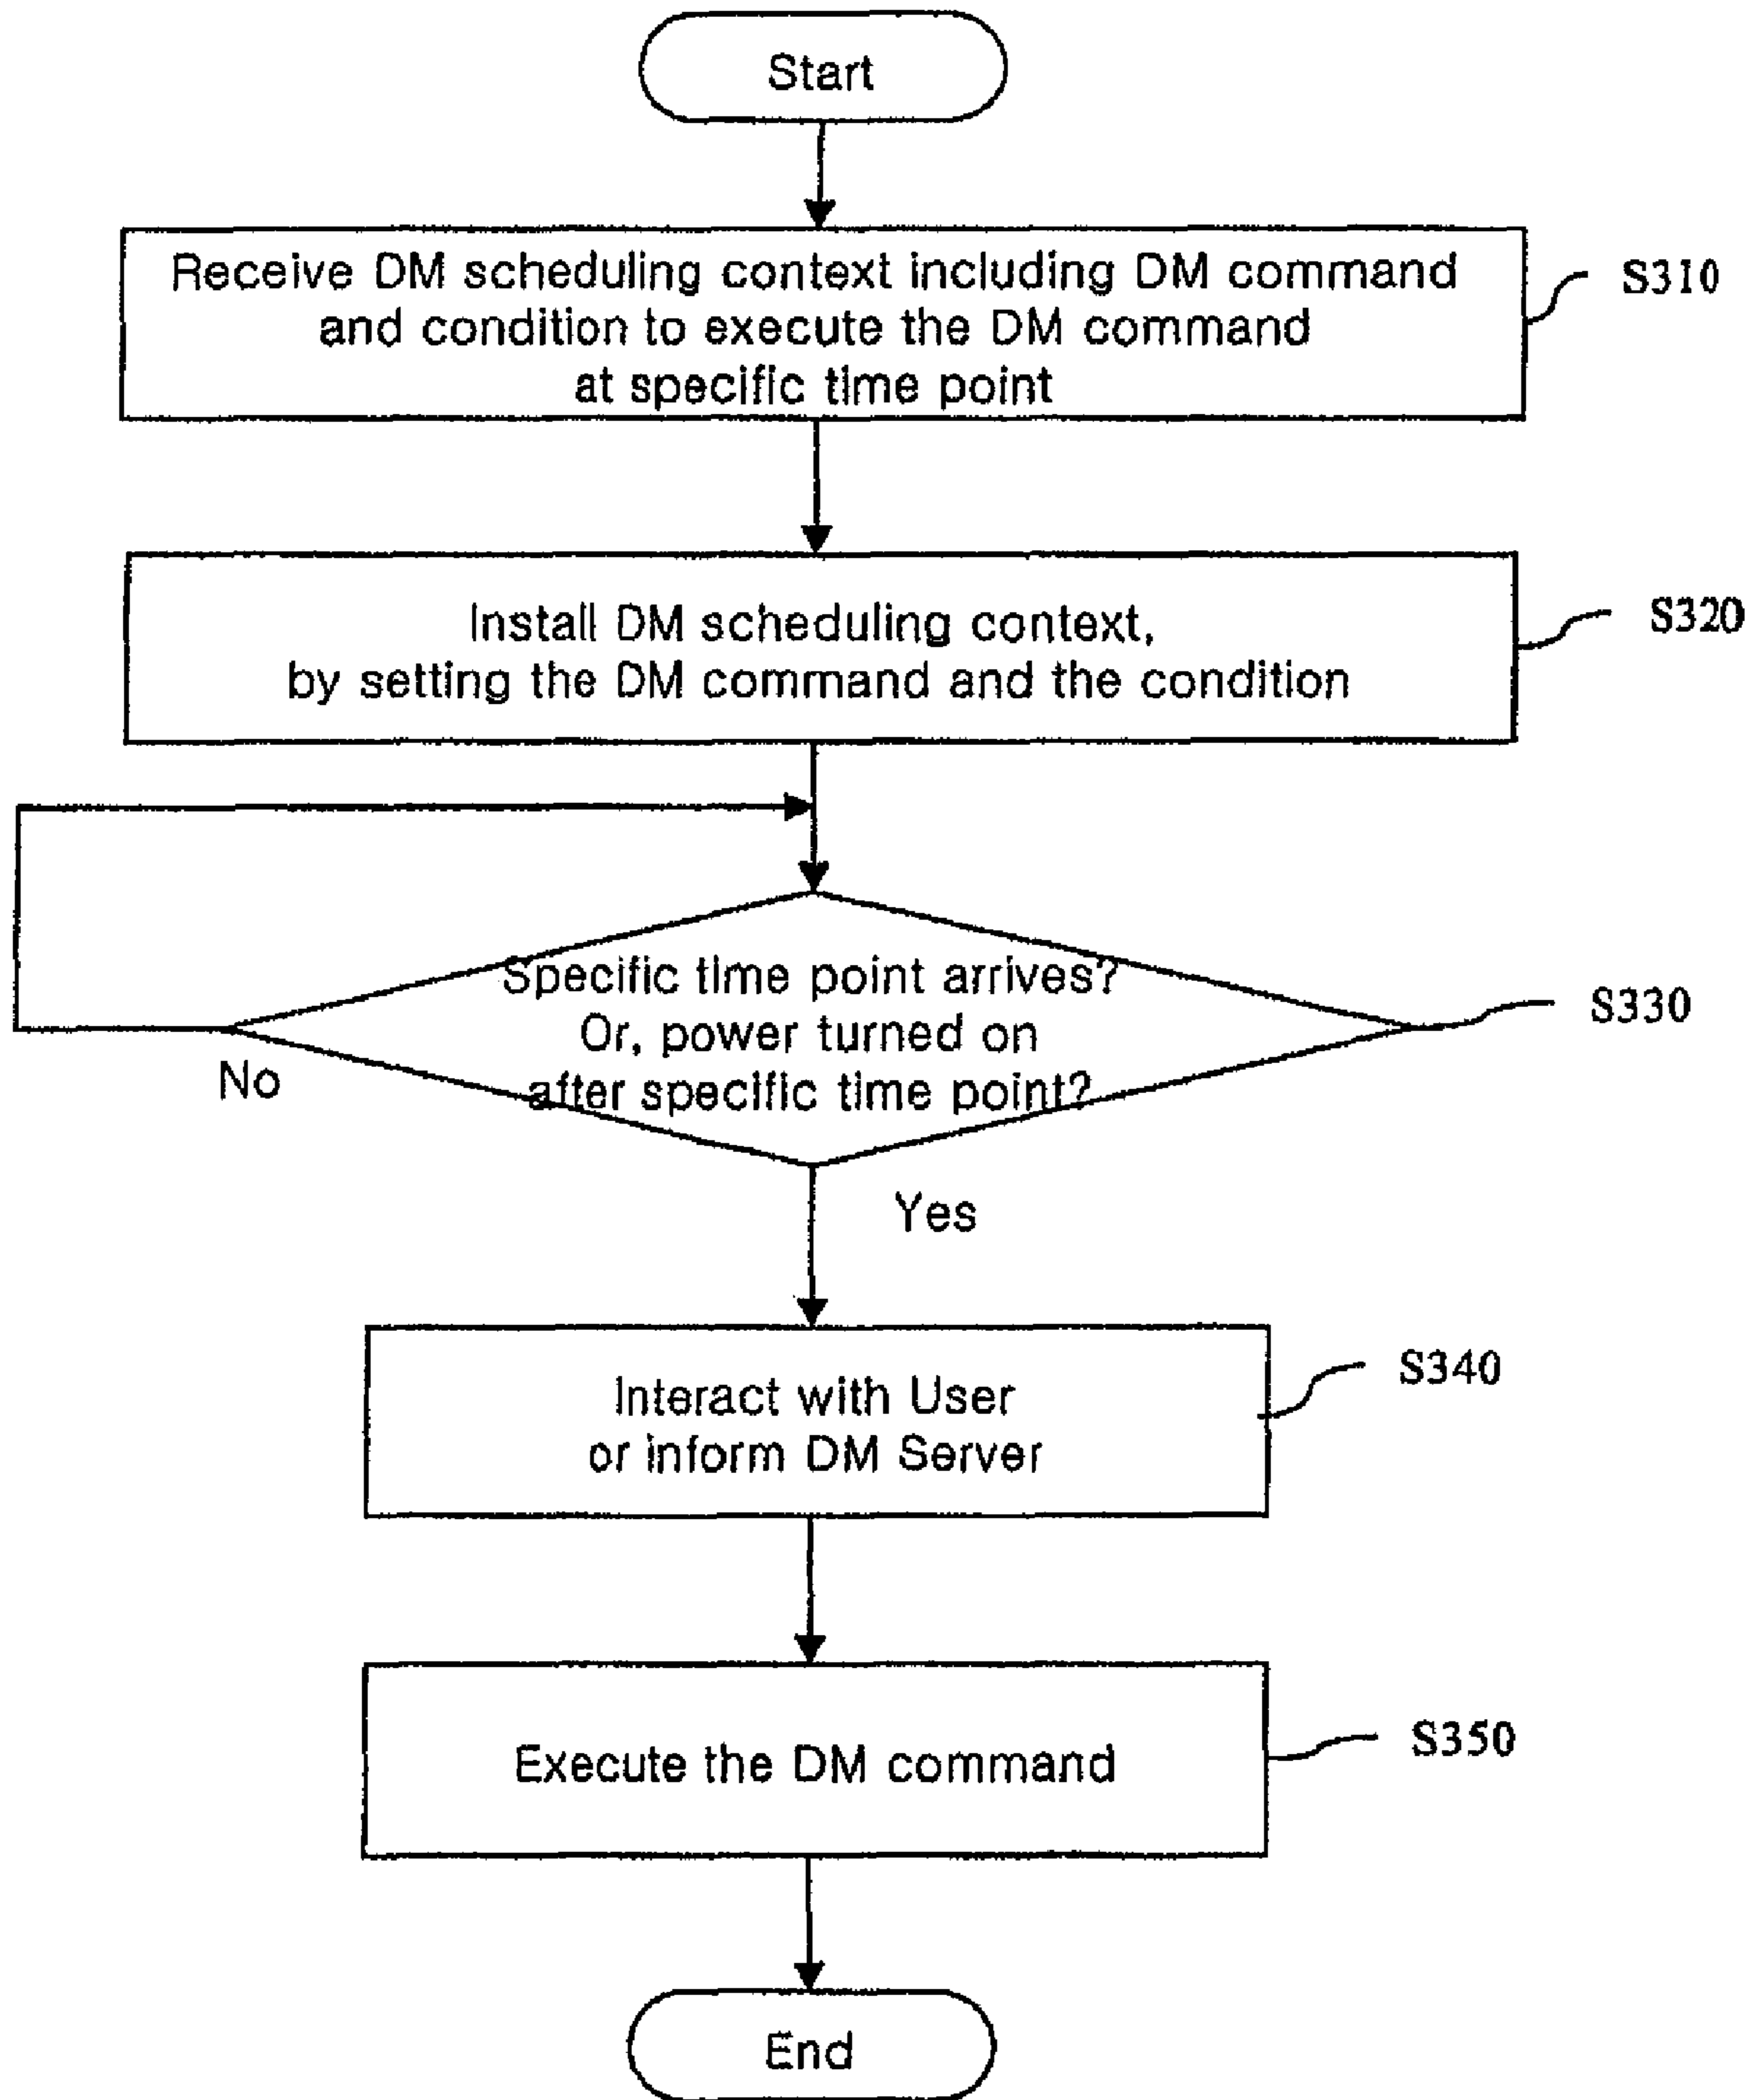 Start
Receive DM scheduling context including DM command
and condition to execute the DM command
at specific time point
S310
Install DM scheduling context,
by setting the DM command and the condition
S320
Specific time point arrives?
Or, power turned on
after specific time point?
S330
No
Yes
Interact with User
or inform DM Server
S340
Execute the DM command
S350
End